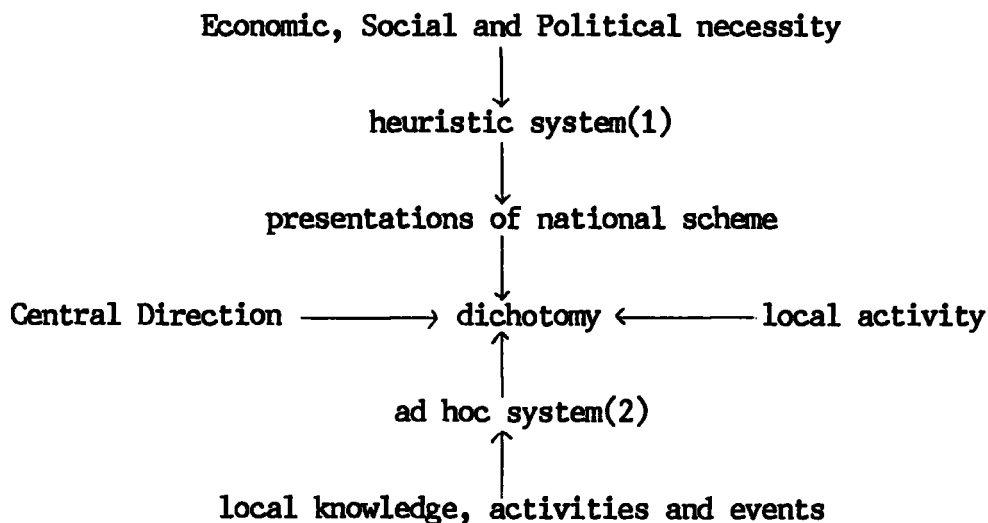 Economic, Social and Political necessity
heuristic system(1)
presentations of national scheme
Central Direction dichotomy local activity
ad hoc system(2)
local knowledge, activities and events